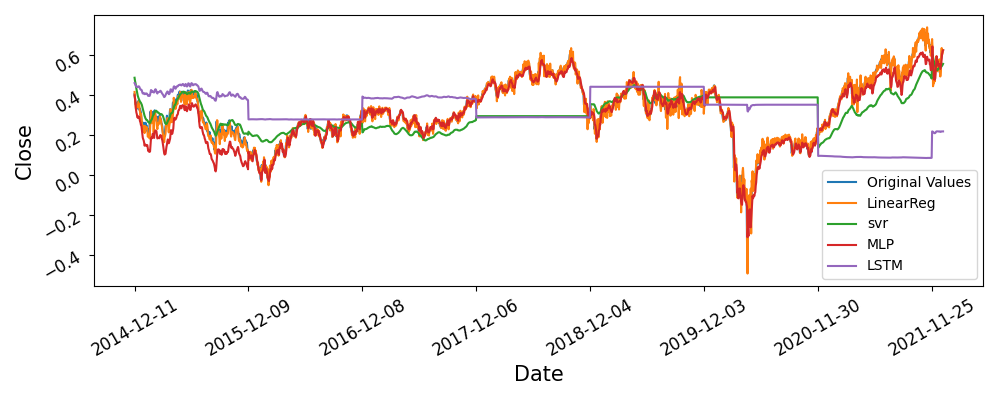 0.6
0.4
0.2
0.0
−0.2
−0.4
Close
Original Values
LinearReg
svr
MLP
LSTM
2014-12-11
2015-12-09
2016-12-08
2017-12-06
2018-12-04
2019-12-03
2020-11-30
2021-11-25
Date